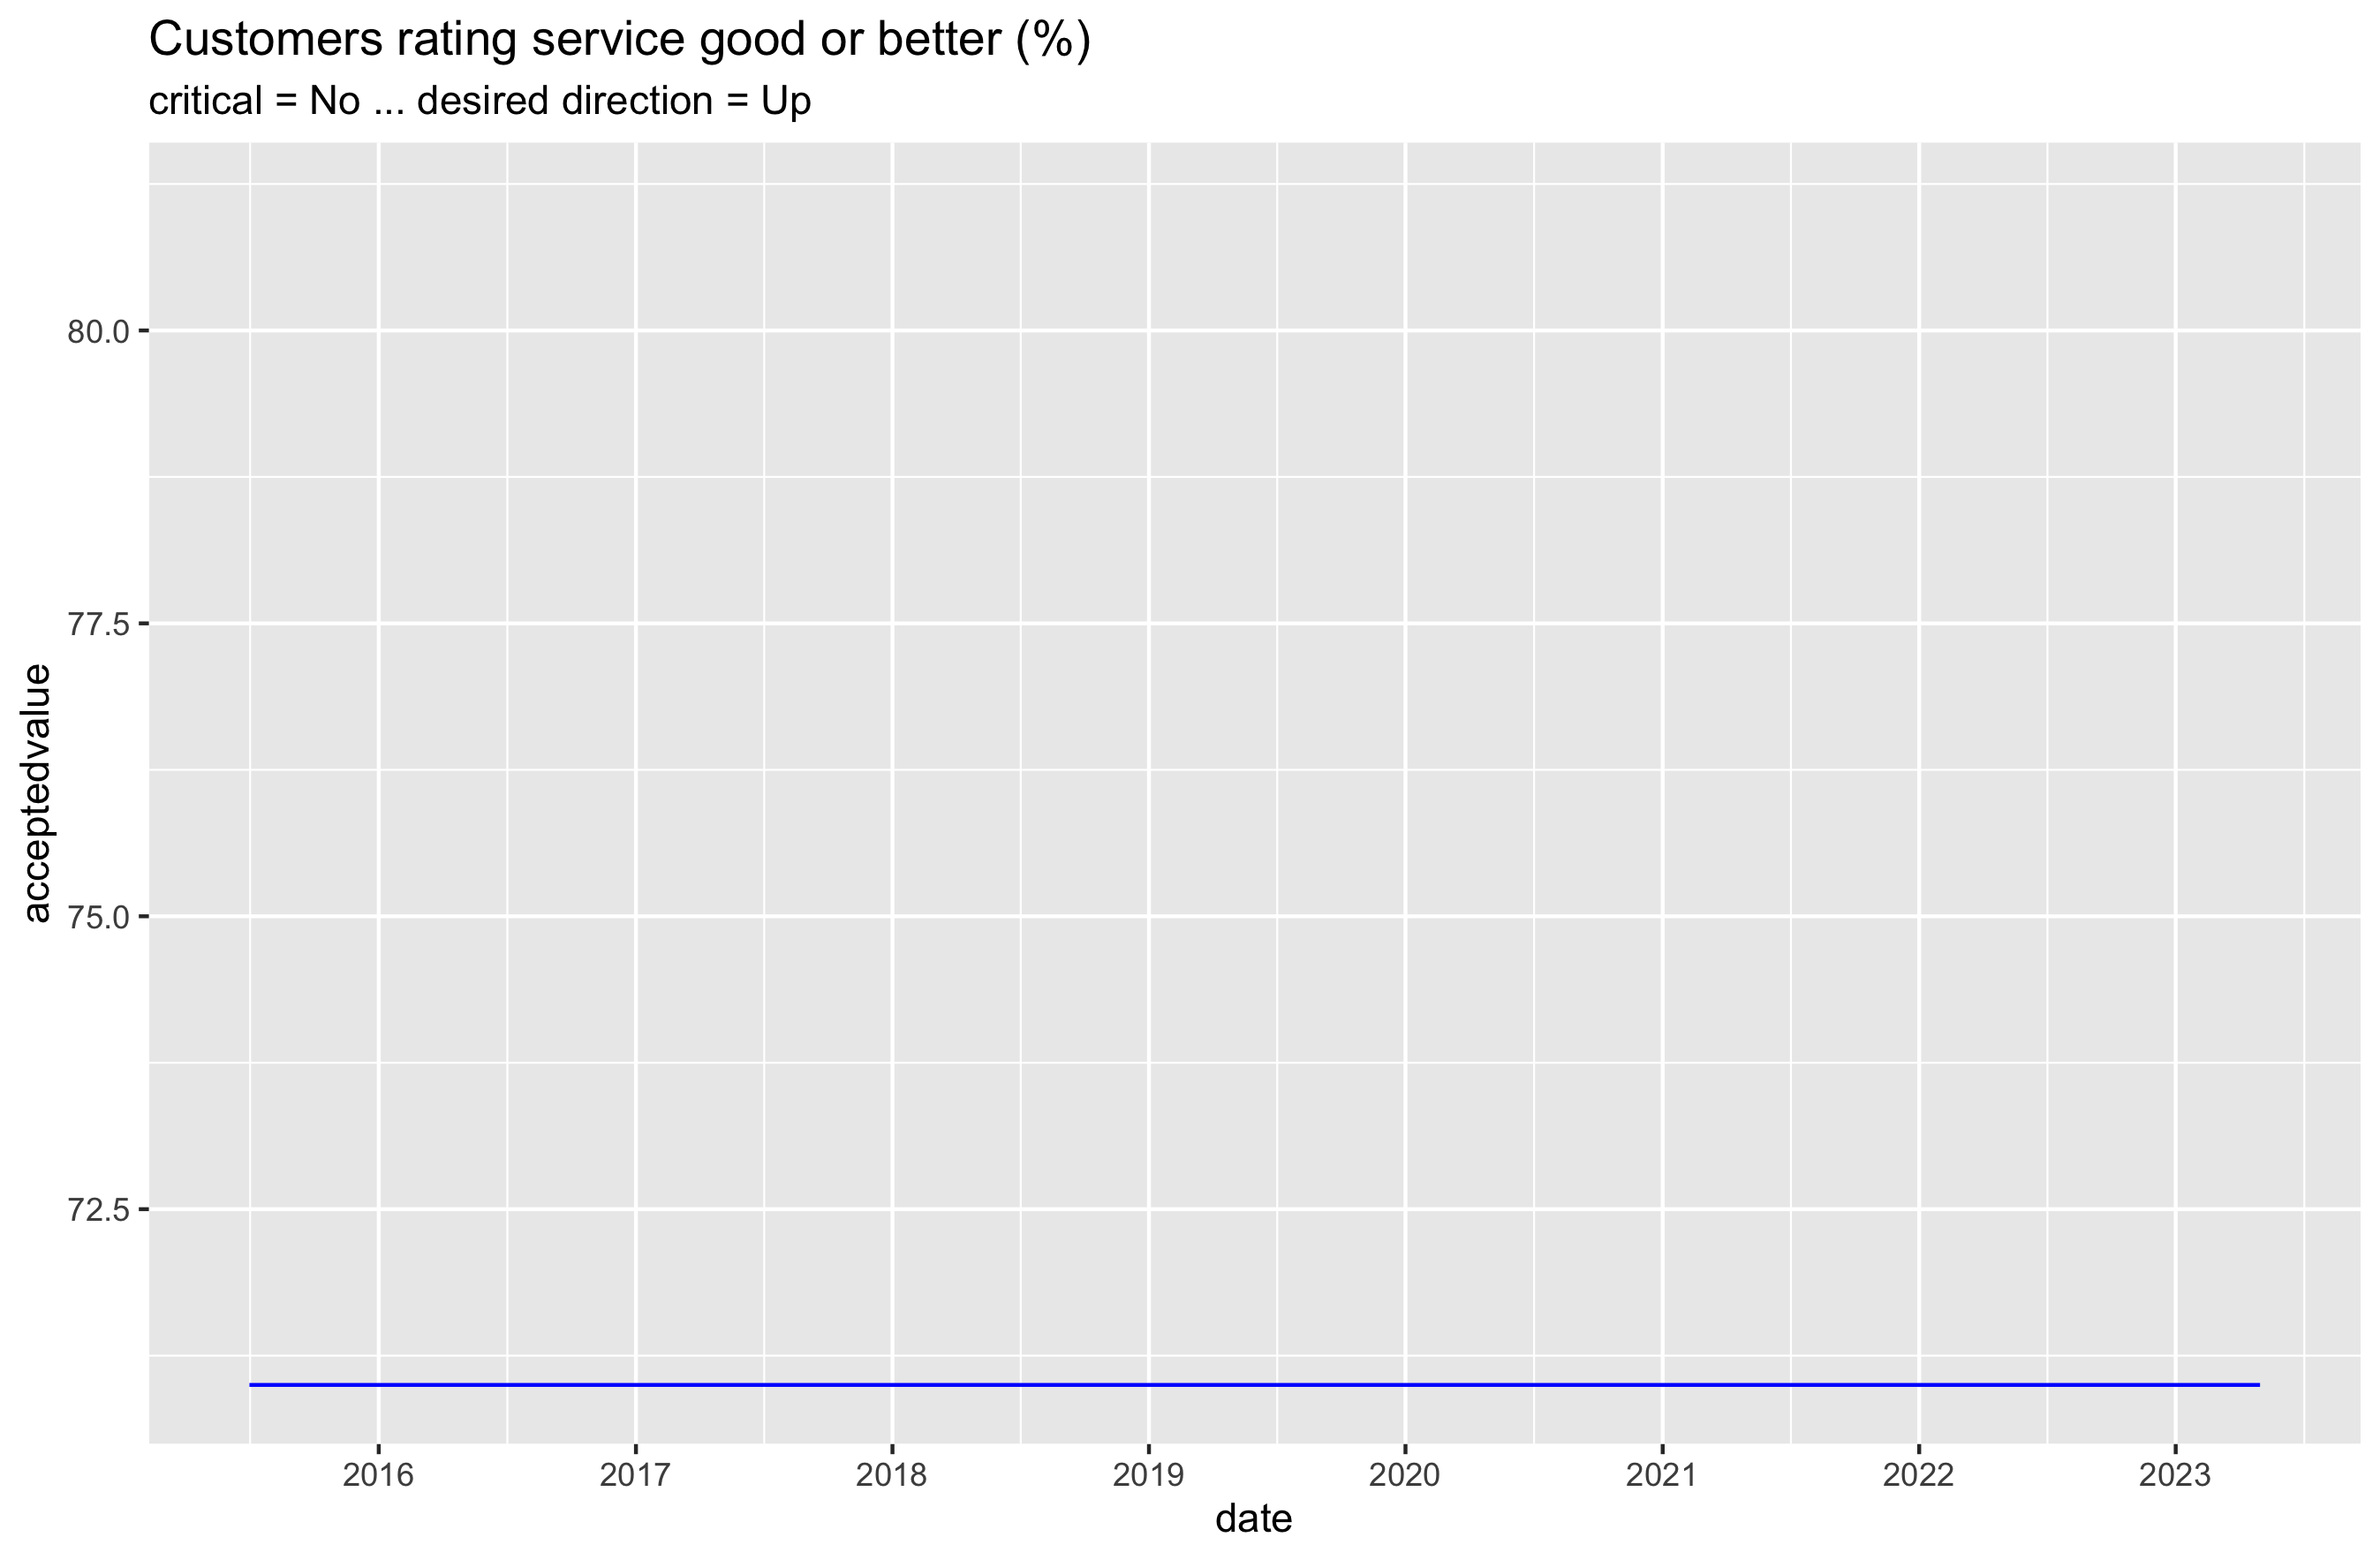 Customers rating service good or better (%)
critical = No ... desired direction = Up
acceptedvalue
80.0
77.5
75.0
72.5
2016 2017 2018 2019 2020 2021 2022 2023
date